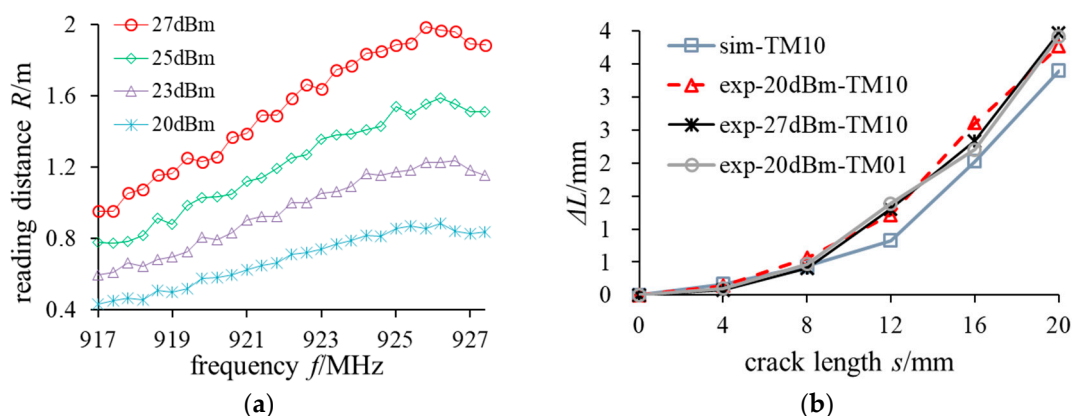 2
1.6
1.2
0.8
0.4
reading distance R/m
27dBm
25dBm
23dBm
20dBm
917 919 921 923 925 927
frequency f/MHz
(a)
4
4
3
3
2
2
1
1
0
ΔL/mm
sim-TM10
exp-20dBm-TM10
exp-27dBm-TM10
exp-20dBm-TM01
0 4 8 12 16 20
crack length s/mm
(b)